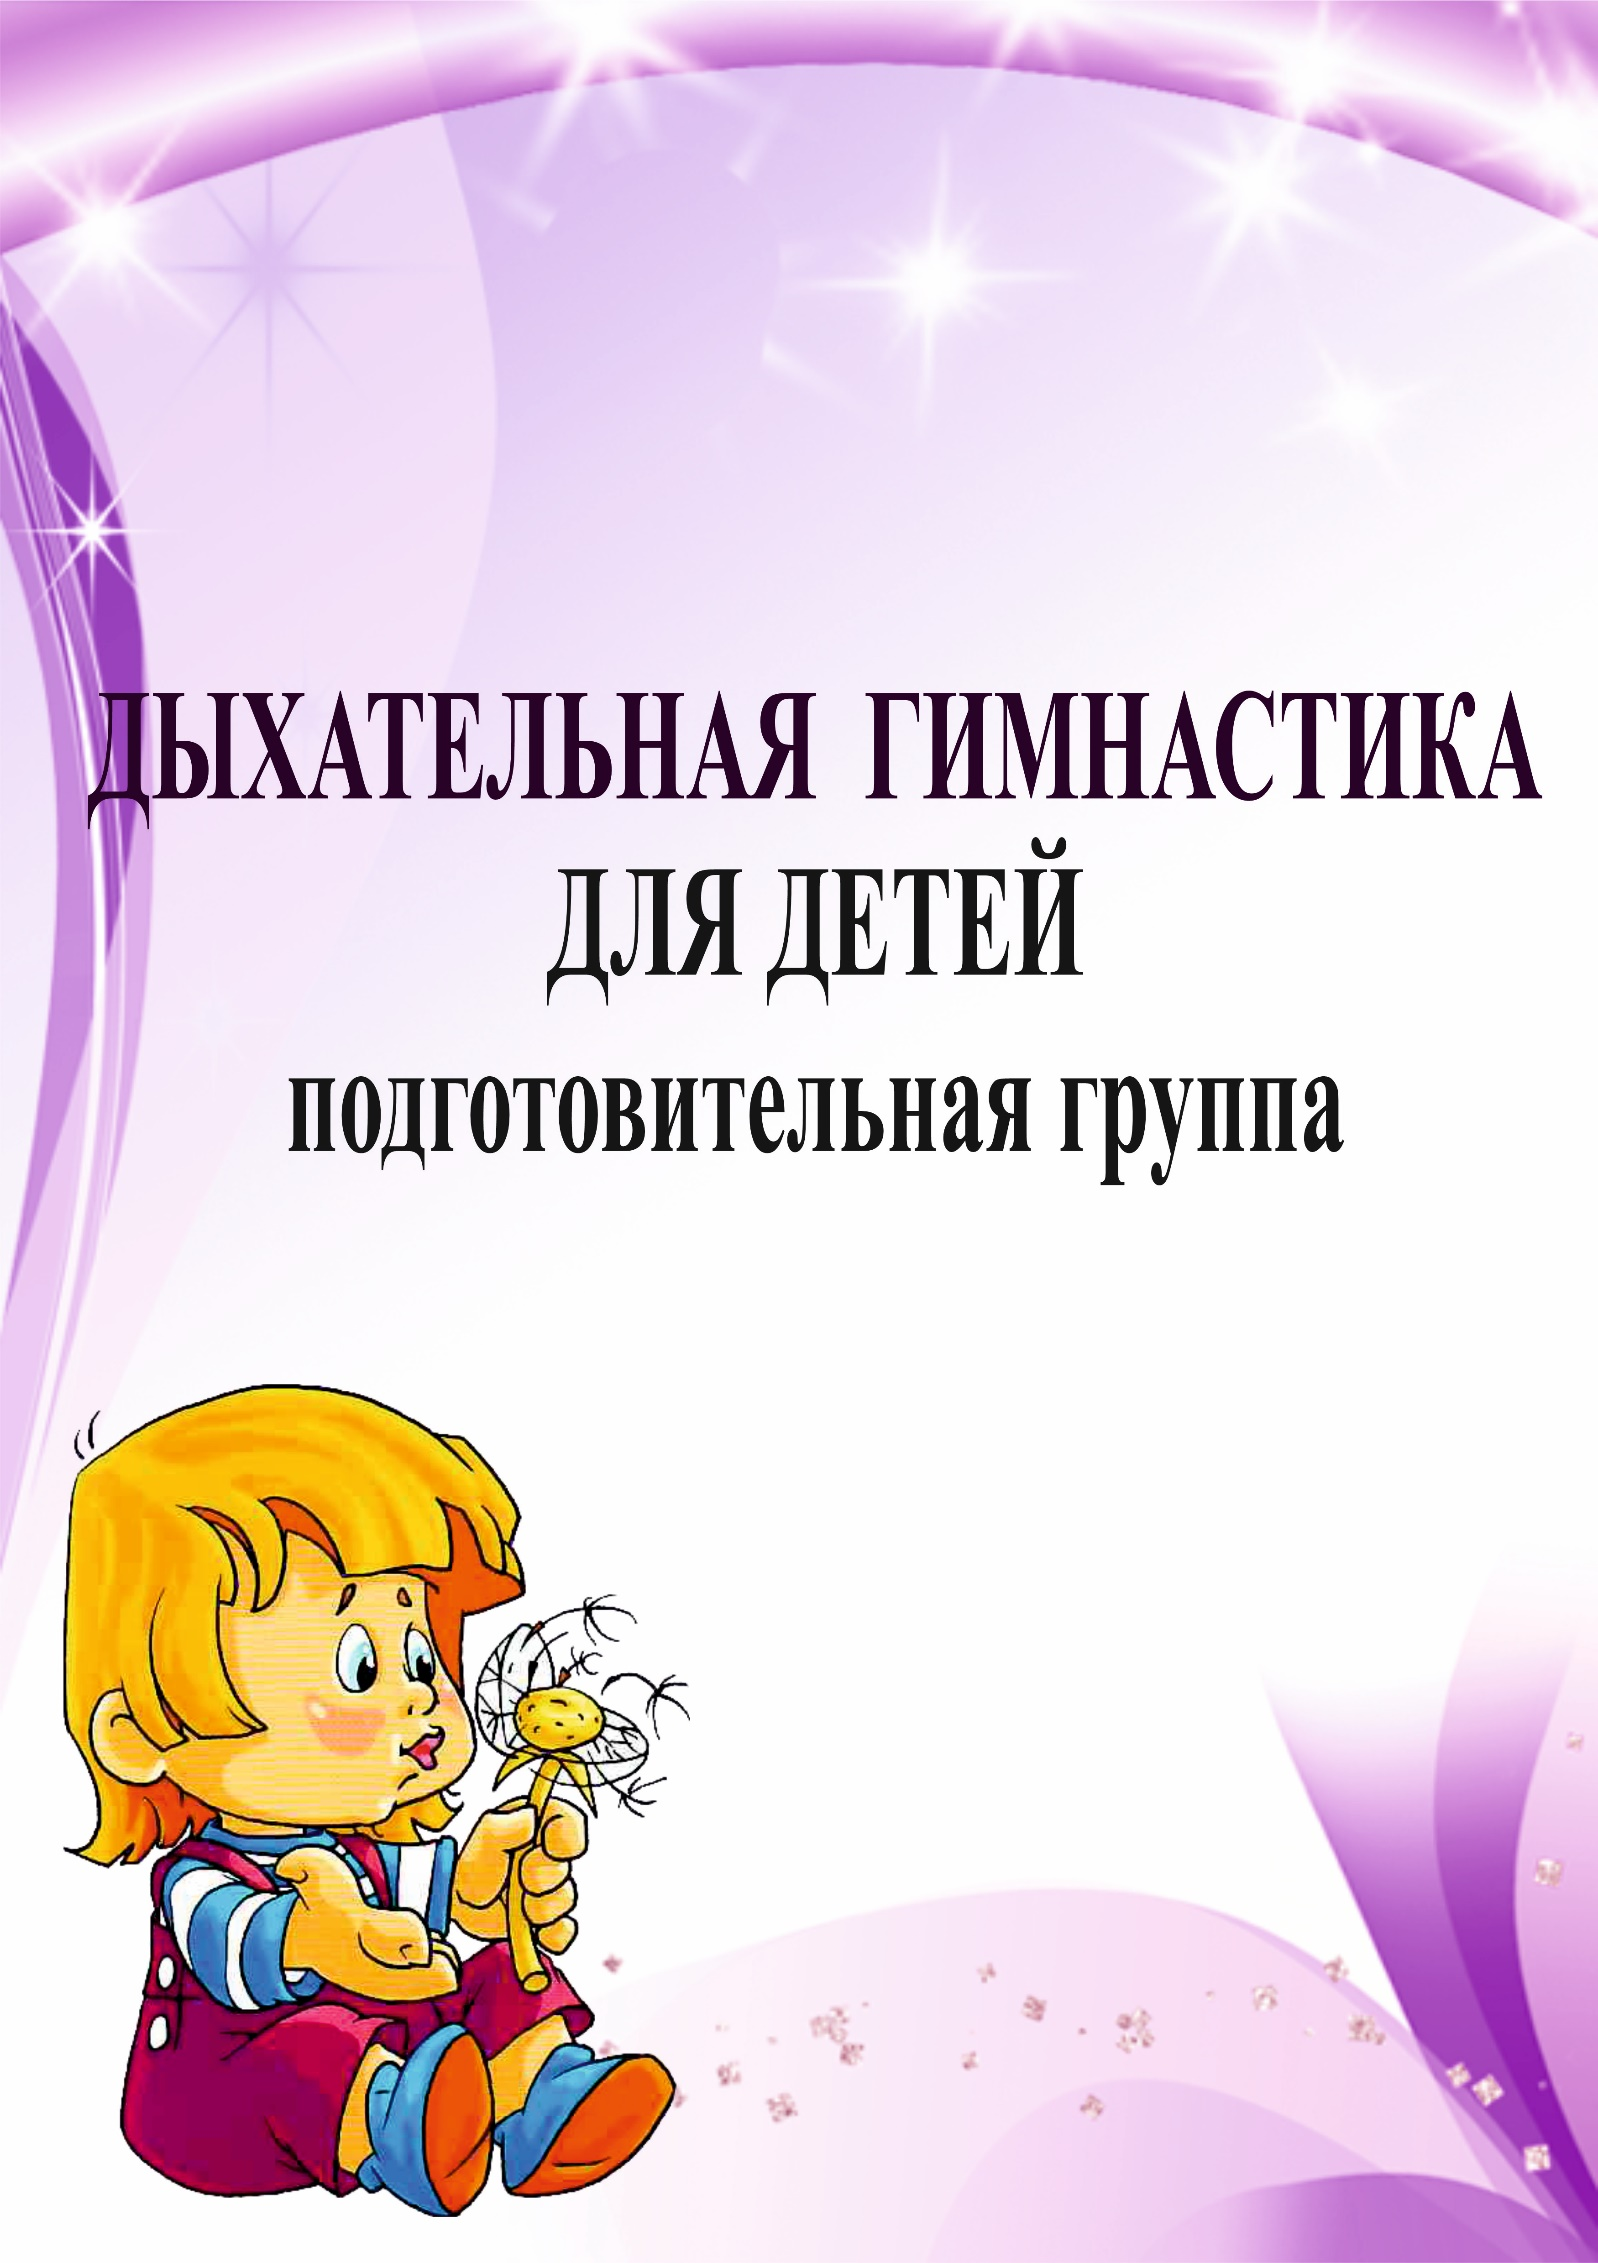 ДЫХАТЕЛЬНАЯ ГИМНАСТИКА
ДЛЯ ДЕТЕЙ
подготовительная группа